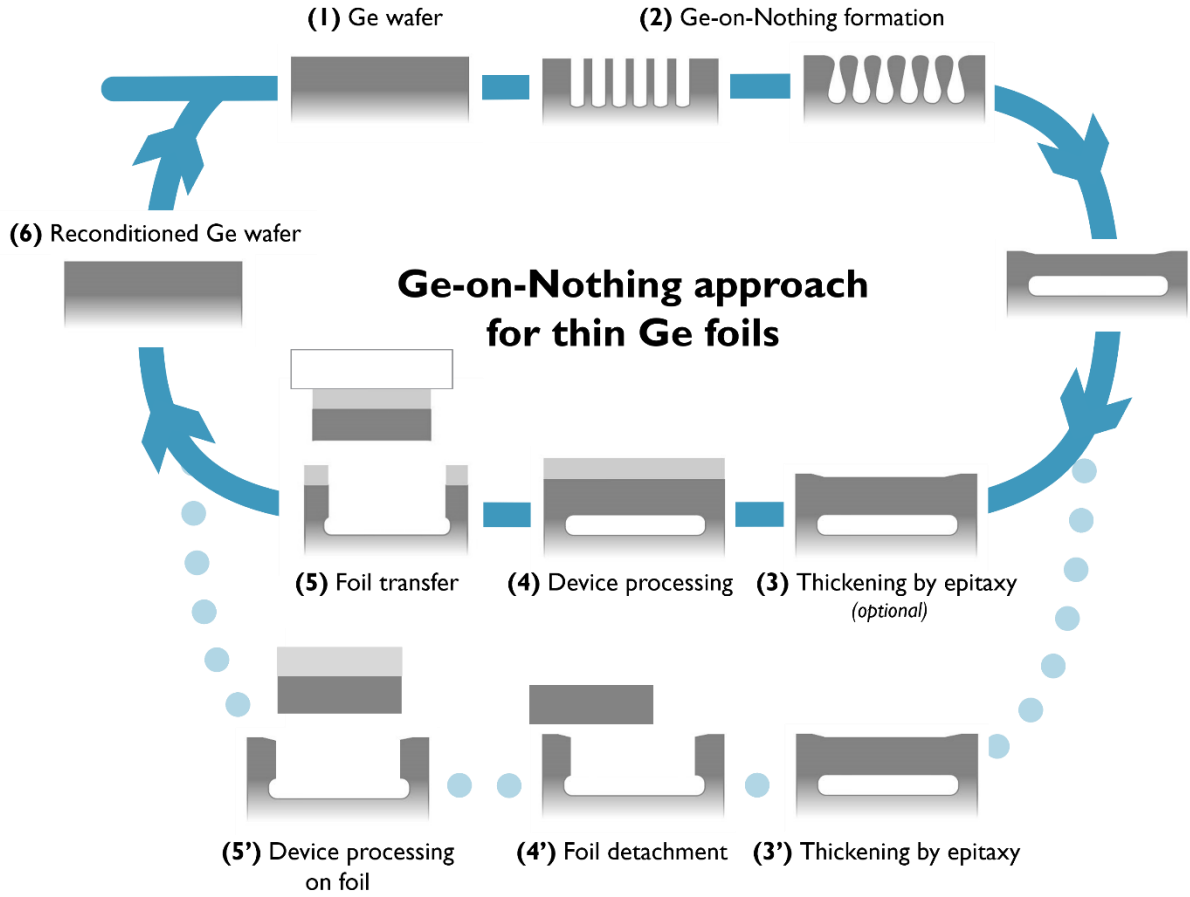 (1) Ge wafer
(2) Ge-on-Nothing formation
(6) Reconditioned Ge wafer
Ge-on-Nothing approach
for thin Ge foils
(5) Foil transfer
(4) Device processing
(3) Thickening by epitaxy
(optional)
(5') Device processing
on foil
(4') Foil detachment
(3') Thickening by epitaxy